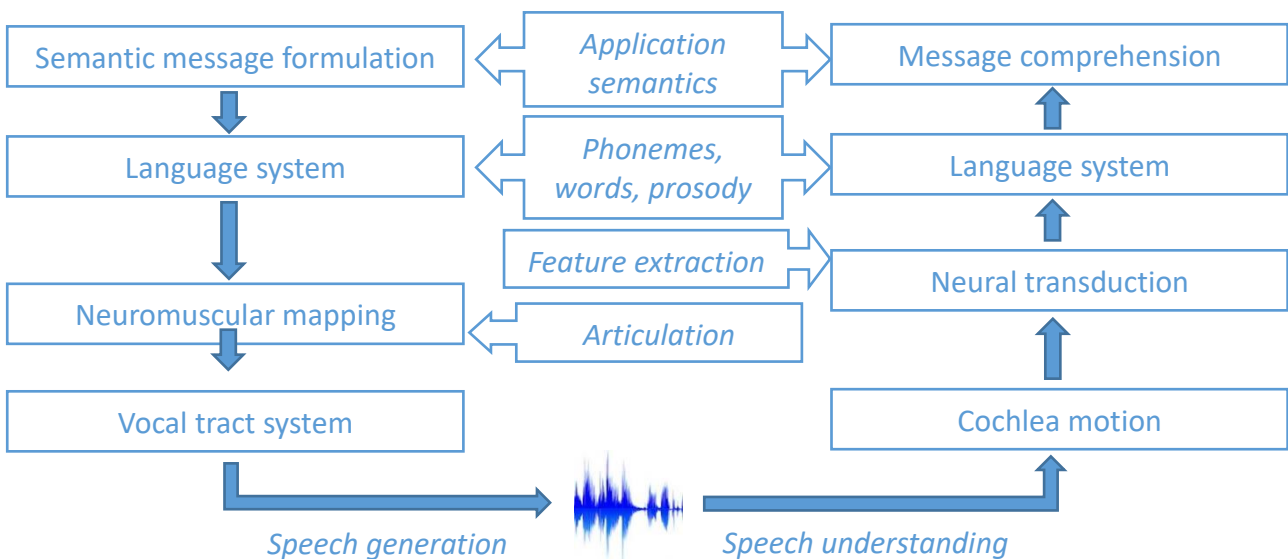 Semantic message formulation
Application
semantics
Message comprehension
Language system
Phonemes,
words, prosody
Language system
Feature extraction
Neural transduction
Neuromuscular mapping
Articulation
Vocal tract system
Cochlea motion
Speech generation
Speech understanding